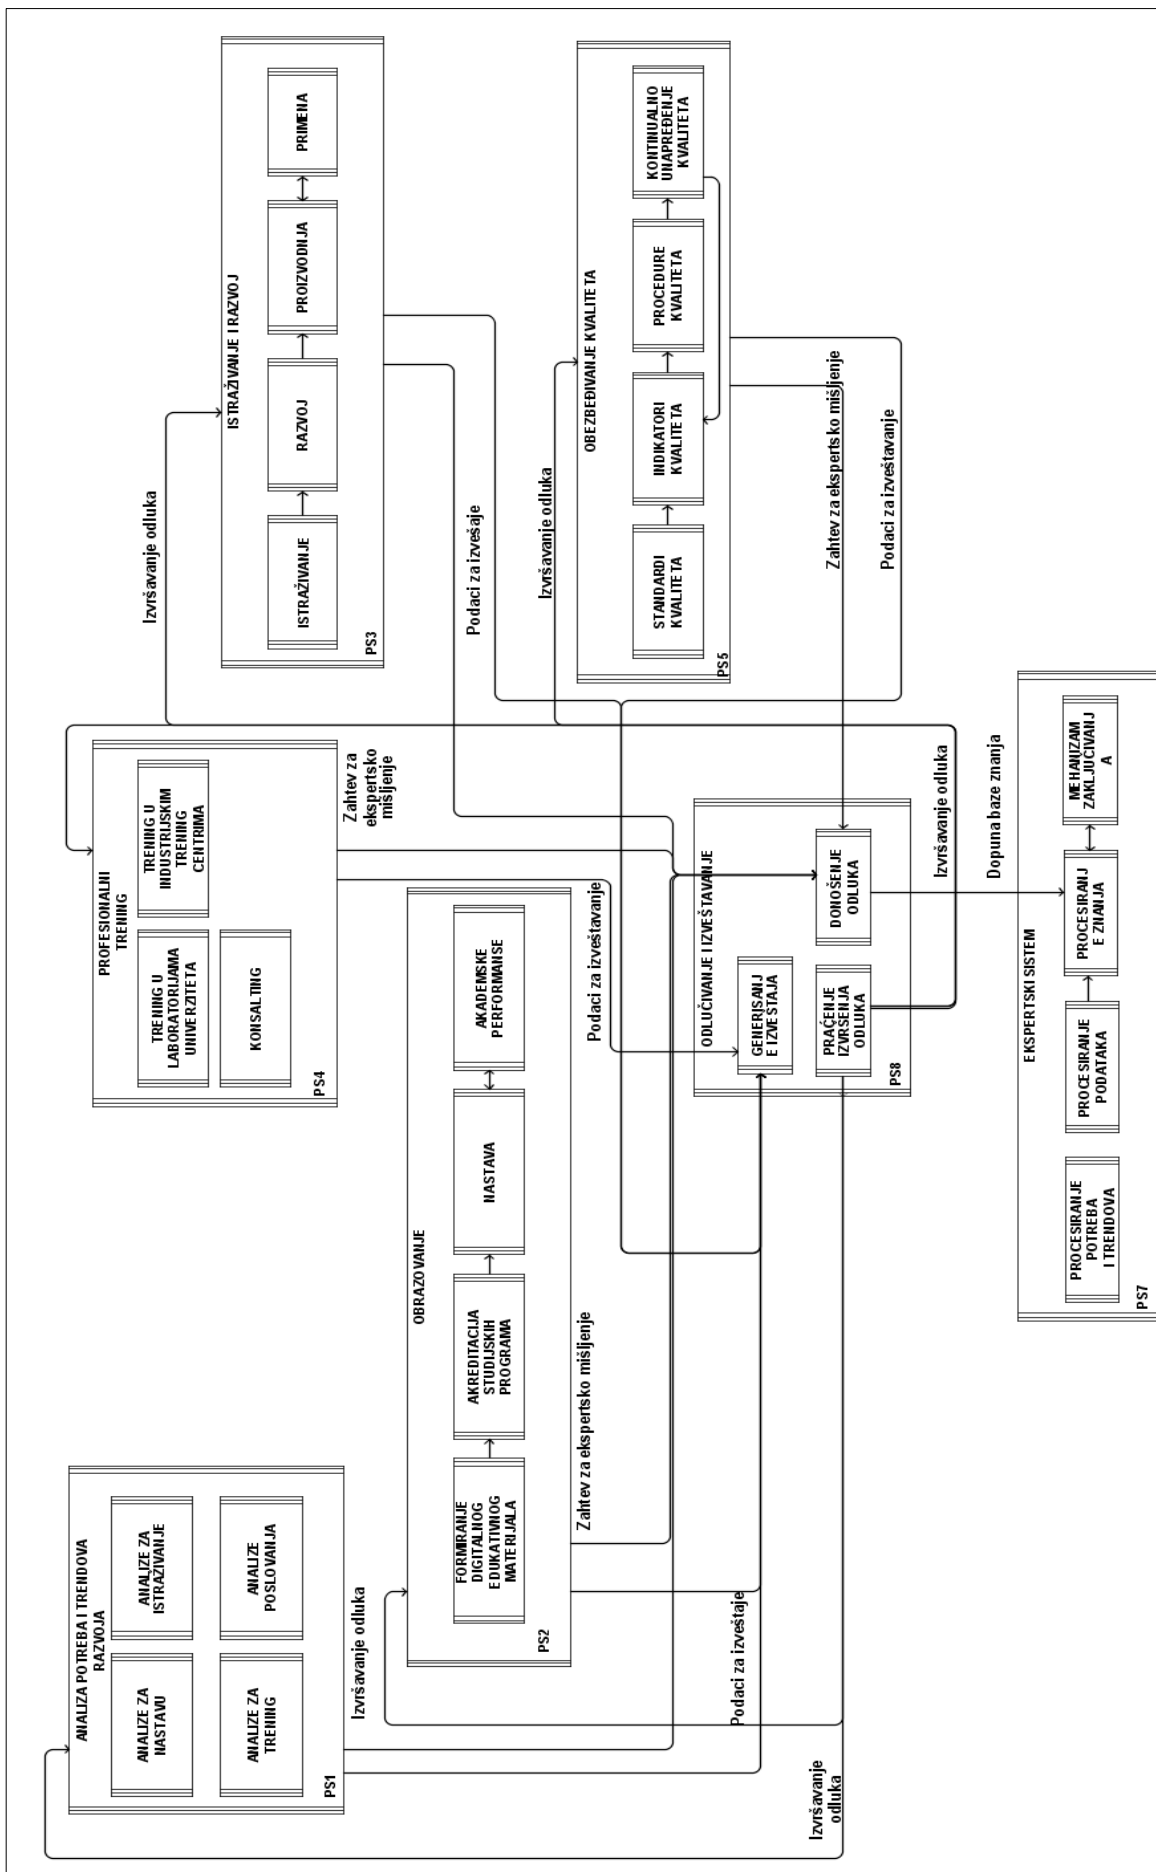 ANALIZA POTREBA I TRENDOVA
RAZVOJA
ANALIZE ZA
NASTAVU
ANALIZE ZA
ISTRAŽIVANJE
ANALIZE ZA
TRENING
ANALIZE
POSLOVANJA
PS1
Izvršavanje odluka
PROFESIONALNI
TRENING
TRENING U
LABORATORIJAMA
UNIVERZITETA
TRENING U
INDUSTRIJSKIM
TRENING
CENTRIMA
KONSALTING
PS4
Zahtev za
ekspertsko
mišljenje
Izvršavanje odluka
ISTRAŽIVANJE I RAZVOJ
ISTRAŽIVANJE
RAZVOJ
PROIZVODNJA
PRIMENA
PS3
Podaci za izvešaje
OBRAZOVANJE
FORMIRANJE
DIGITALNOG
EDUKATIVNOG
MATERIJALA
AKREDITACIJA
STUDIJSKIH
PROGRAMA
NASTAVA
AKADEMSKE
PERFORMANSE
PS2
Zahtev za ekspertsko mišljenje
Podaci za izveštavanje
Podaci za izveštaje
Izvršavanje odluka
OBEZBEĐIVANJE KVALITETA
STANDARDI
KVALITETA
INDIKATORI
KVALITETA
PROCEDURE
KVALITETA
KONTINUALNO
UNAPREĐENJE
KVALITETA
PS5
Zahtev za ekspertsko mišljenje
Podaci za izveštavanje
ODLUČIVANJE I IZVEŠTAVANJE
GENERISANJ
E IZVEŠTAJA
PRAĆENJE
IZVRŠENJA
ODLUKA
DONOŠENJE
ODLUKA
PS8
Izvršavanje
odluka
Izvršavanje odluka
Dopuna baze znanja
EKSPERTSKI SISTEM
PROCESIRANJE
POTREBA
I TRENDOVA
PROCESIRANJE
PODATAKA
PROCESIRANJ
E ZNANJA
MEHANIZAM
ZAKLJUČIVANJ
A
PS7